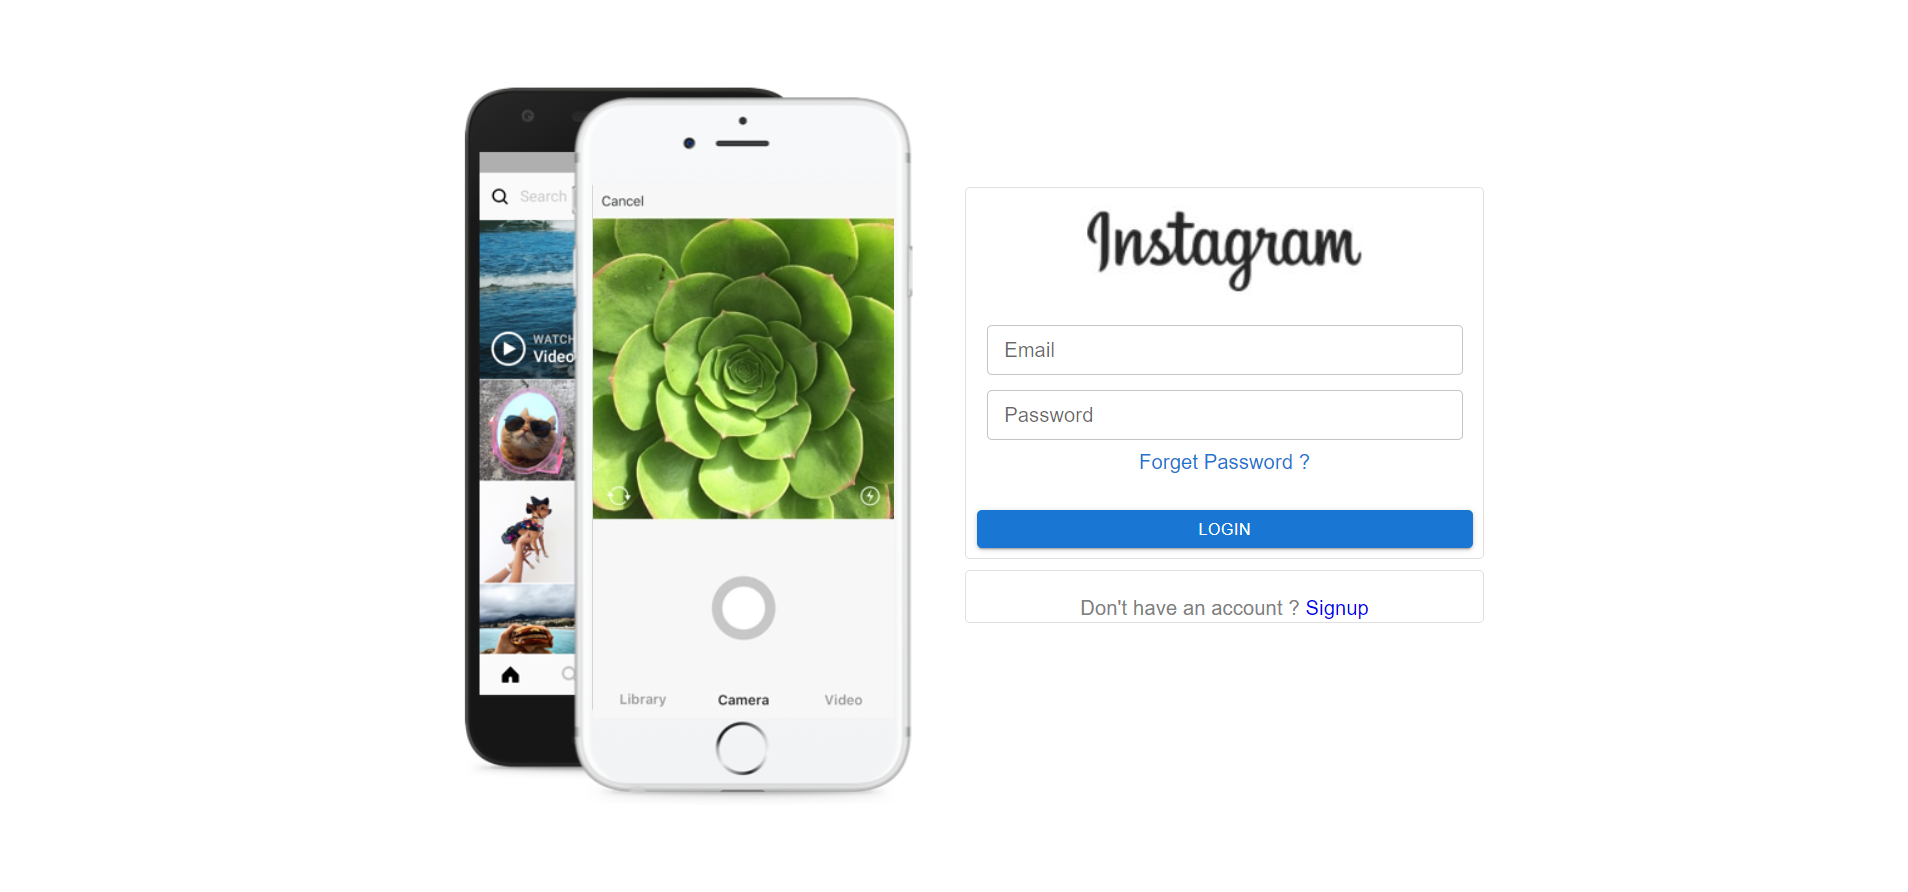 Search
WATCH
Video
Cancel
Library
Camera
Video
Instagram
Email
Password
Forget Password ?
LOGIN
Don't have an account ? Signup